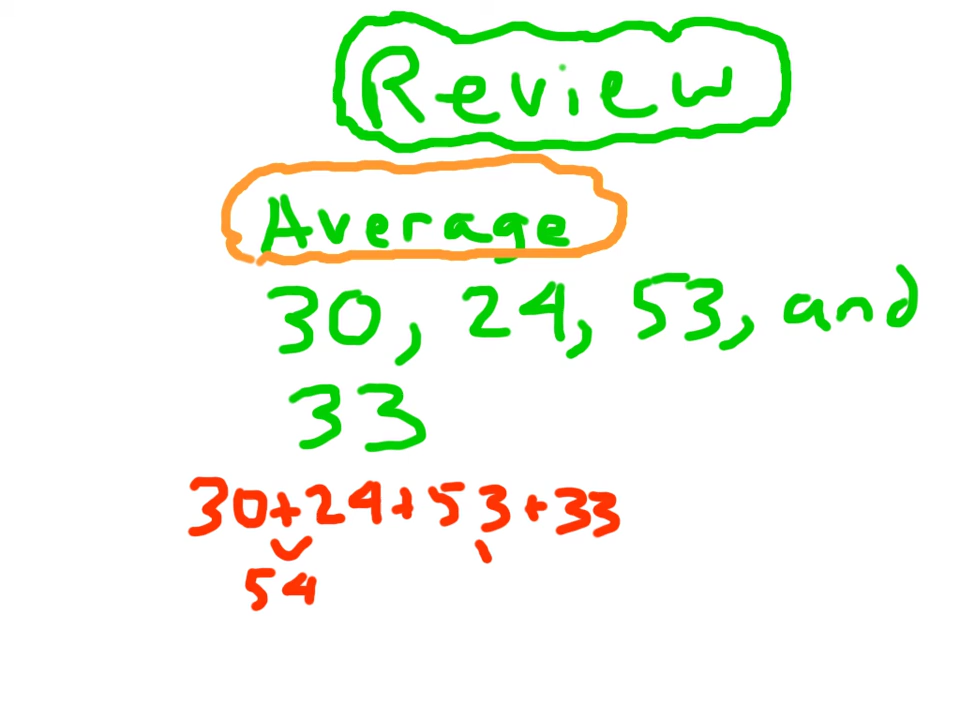 Review
Average
30, 24, 53, and
33
30+24+53+33
54